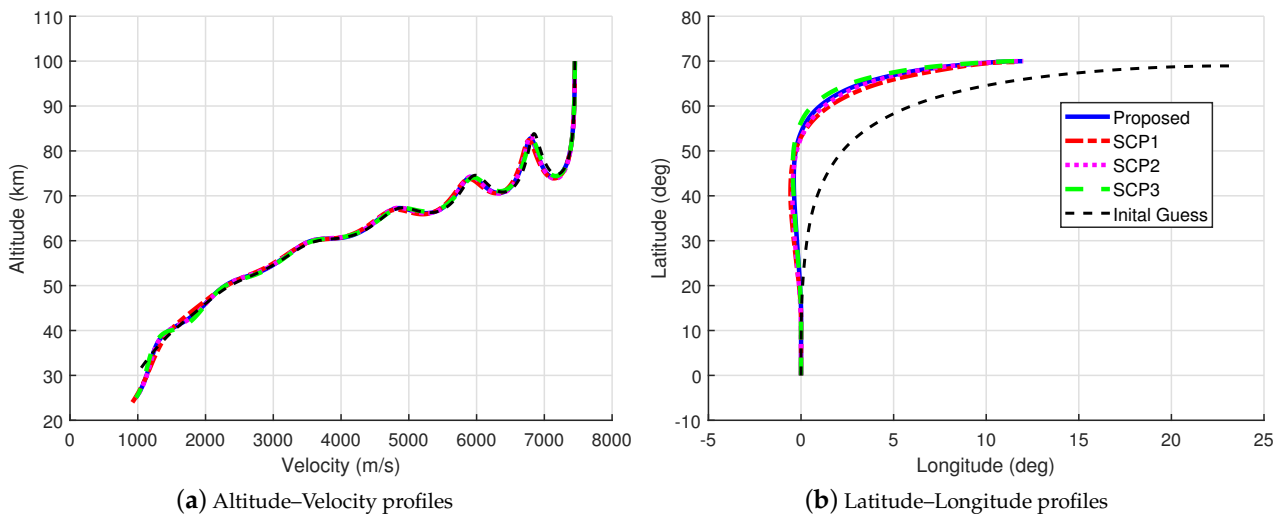 110
100
90
80
70
60
50
40
30
20
Altitude (km)
0 1000 2000 3000 4000 5000 6000 7000 8000
Velocity (m/s)
(a) Altitude–Velocity profiles
80
70
60
50
40
30
20
10
0
-10
Latitude (deg)
-5 0 5 10 15 20 25
Longitude (deg)
Proposed
SCP1
SCP2
SCP3
Inital Guess
(b) Latitude–Longitude profiles